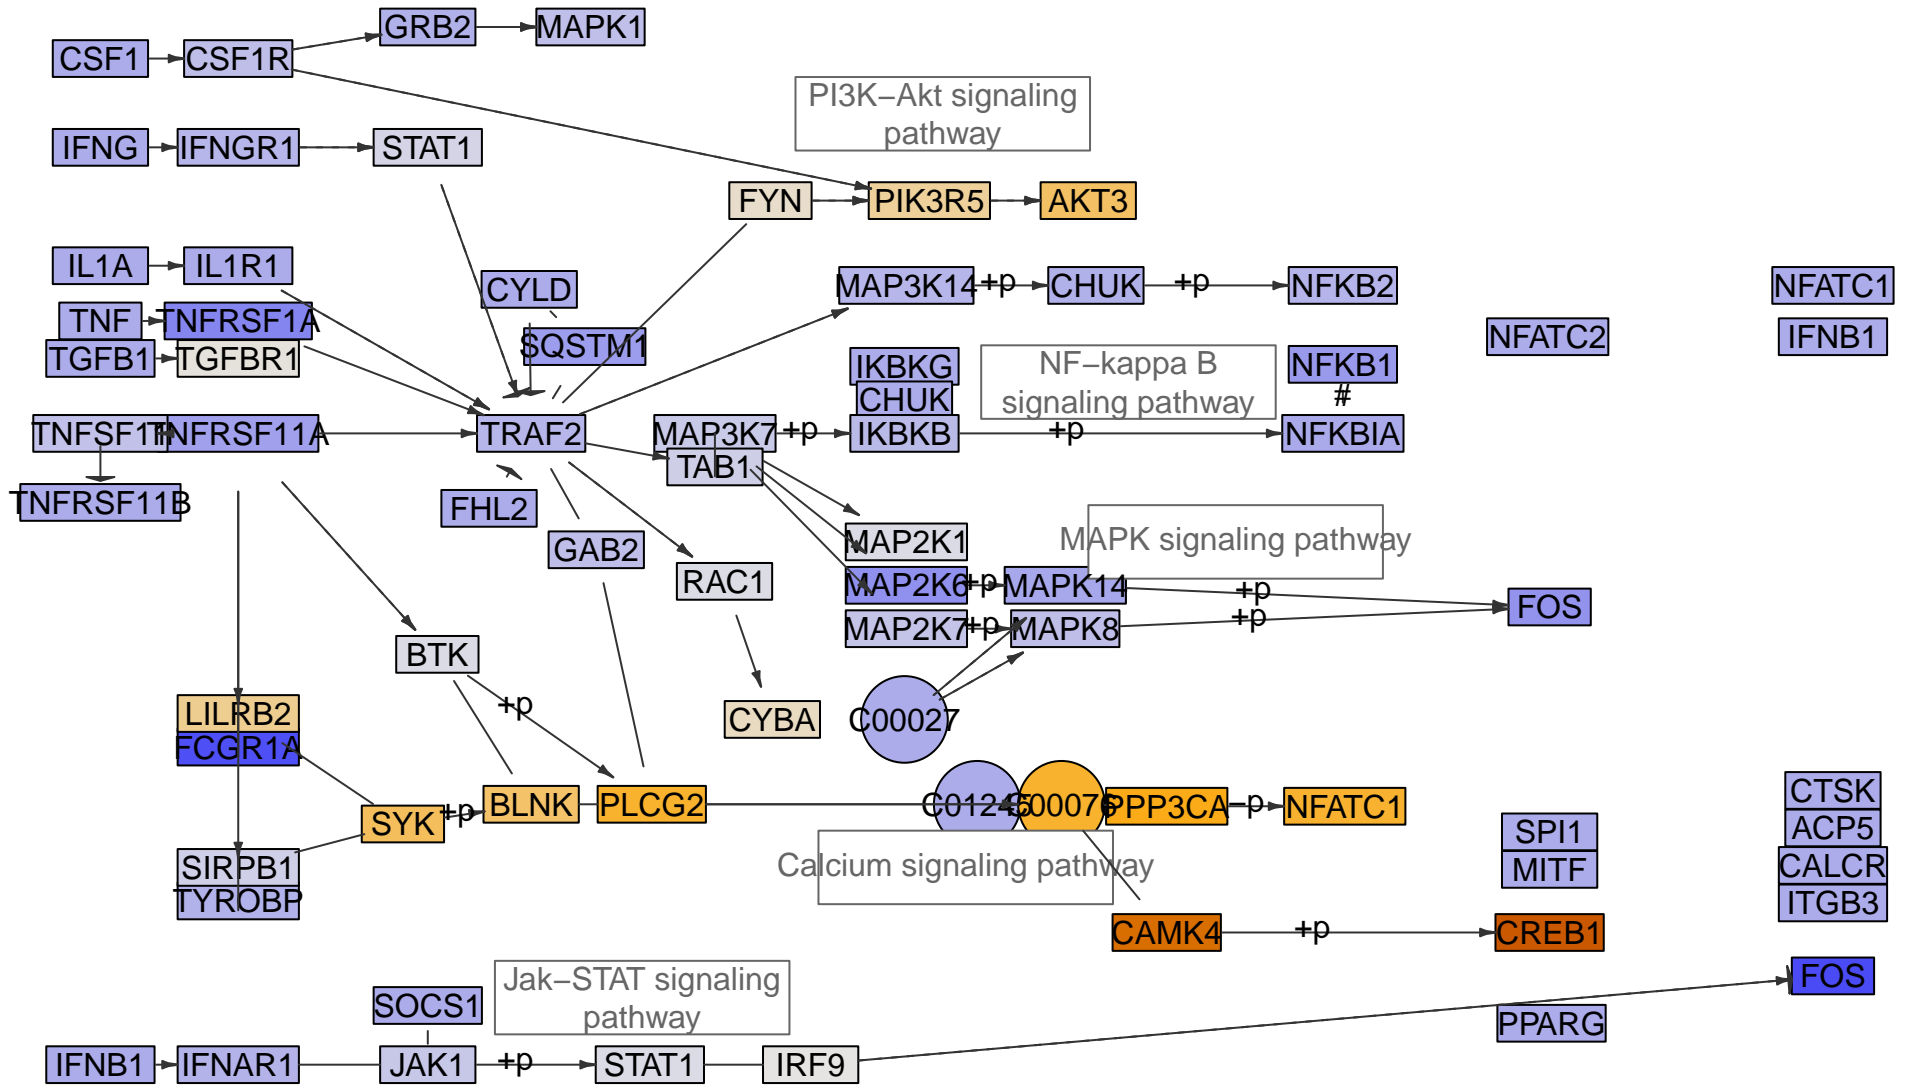 GRB2
MAPK1
CSF1
CSF1R
PI3K−Akt signaling
pathway
IFNG
IFNGR1
STAT1
FYN
PIK3R5
AKT3
IL1A
IL1R1
CYLD
MAP3K14
+p
CHUK
+p
NFKB2
NFATC1
TNF
TNFRSF1A
SQSTM1
NFATC2
IFNB1
TGFB1
TGFBR1
IKBKG
NF−kappa B
signaling pathway
NFKB1
#
CHUK
TNFRSF11A
TRAF2
MAP3K7
+p
IKBKB
+p
NFKBIA
TAB1
TNFRSF11B
FHL2
GAB2
MAP2K1
MAPK signaling pathway
RAC1
MAP2K6
+p
MAPK14
+p
FOS
MAP2K7
+p
MAPK8
+p
BTK
+p
LILRB2
CYBA
C00027
FCGR1A
SYK
+p
BLNK
PLCG2
C00076
PPP3CA
−p
NFATC1
CTSK
SPI1
ACP5
SIRPB1
Calcium signaling pathway
MITF
CALCR
TYROBP
ITGB3
CAMK4
+p
CREB1
Jak−STAT signaling
pathway
FOS
SOCS1
PPARG
IFNB1
IFNAR1
JAK1
+p
STAT1
IRF9